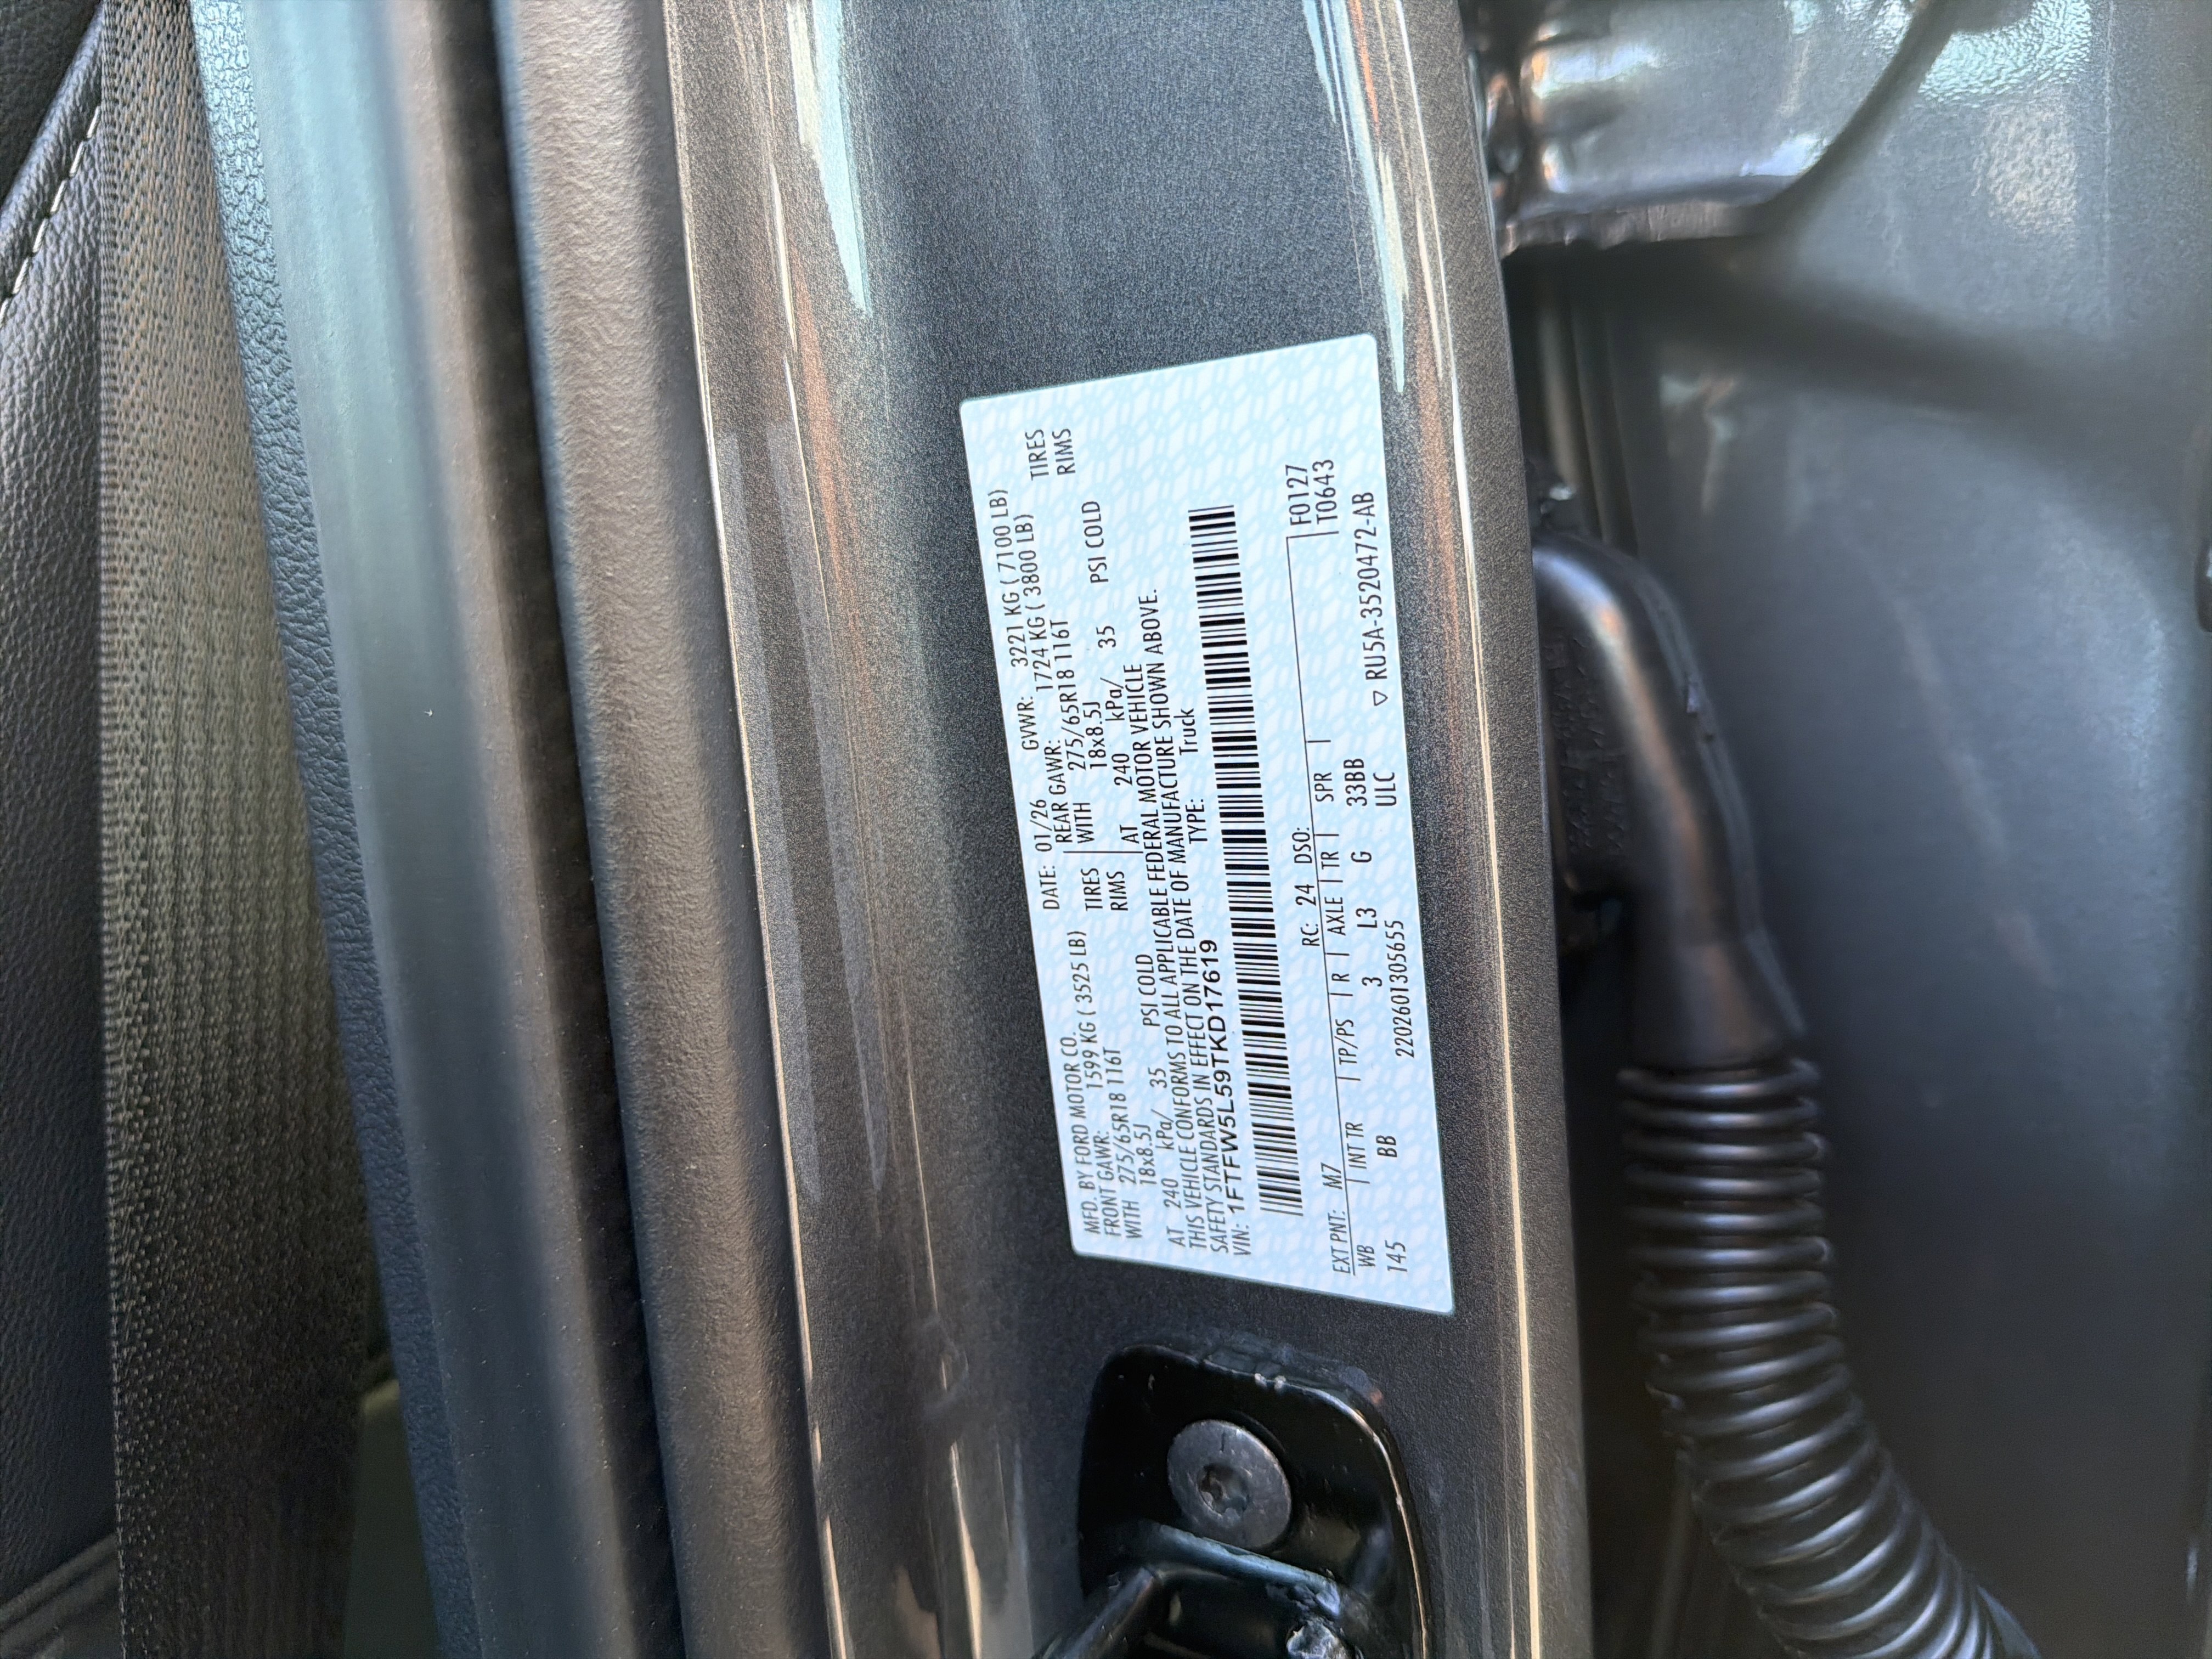 MFD. BY FORD MOTOR CO. DATE: 01/26 GVWR: 3221 KG ( 7100 LB)
FRONT GAWR: 1599 KG ( 3525 LB) REAR GAWR: 1724 KG ( 3800 LB)
WITH 275/65R18 116T TIRES WITH 275/65R18 116T TIRES
18x8.5J RIMS 18x8.5J RIMS
AT 240 kPa/ 35 PSI COLD AT 240 kPa/ 35 PSI COLD
THIS VEHICLE CONFORMS TO ALL APPLICABLE FEDERAL MOTOR VEHICLE
SAFETY STANDARDS IN EFFECT ON THE DATE OF MANUFACTURE SHOWN ABOVE.
VIN: 1FTFW5L59TKD17619 TYPE: Truck
EXT PNT: M7 RC: 24 DSO: F0127
WB INT TR TP/PS R AXLE TR SPR T0643
145 BB 3 L3 G 33BB
ULC
2202601305655 ▽ RU5A-3520472-AB